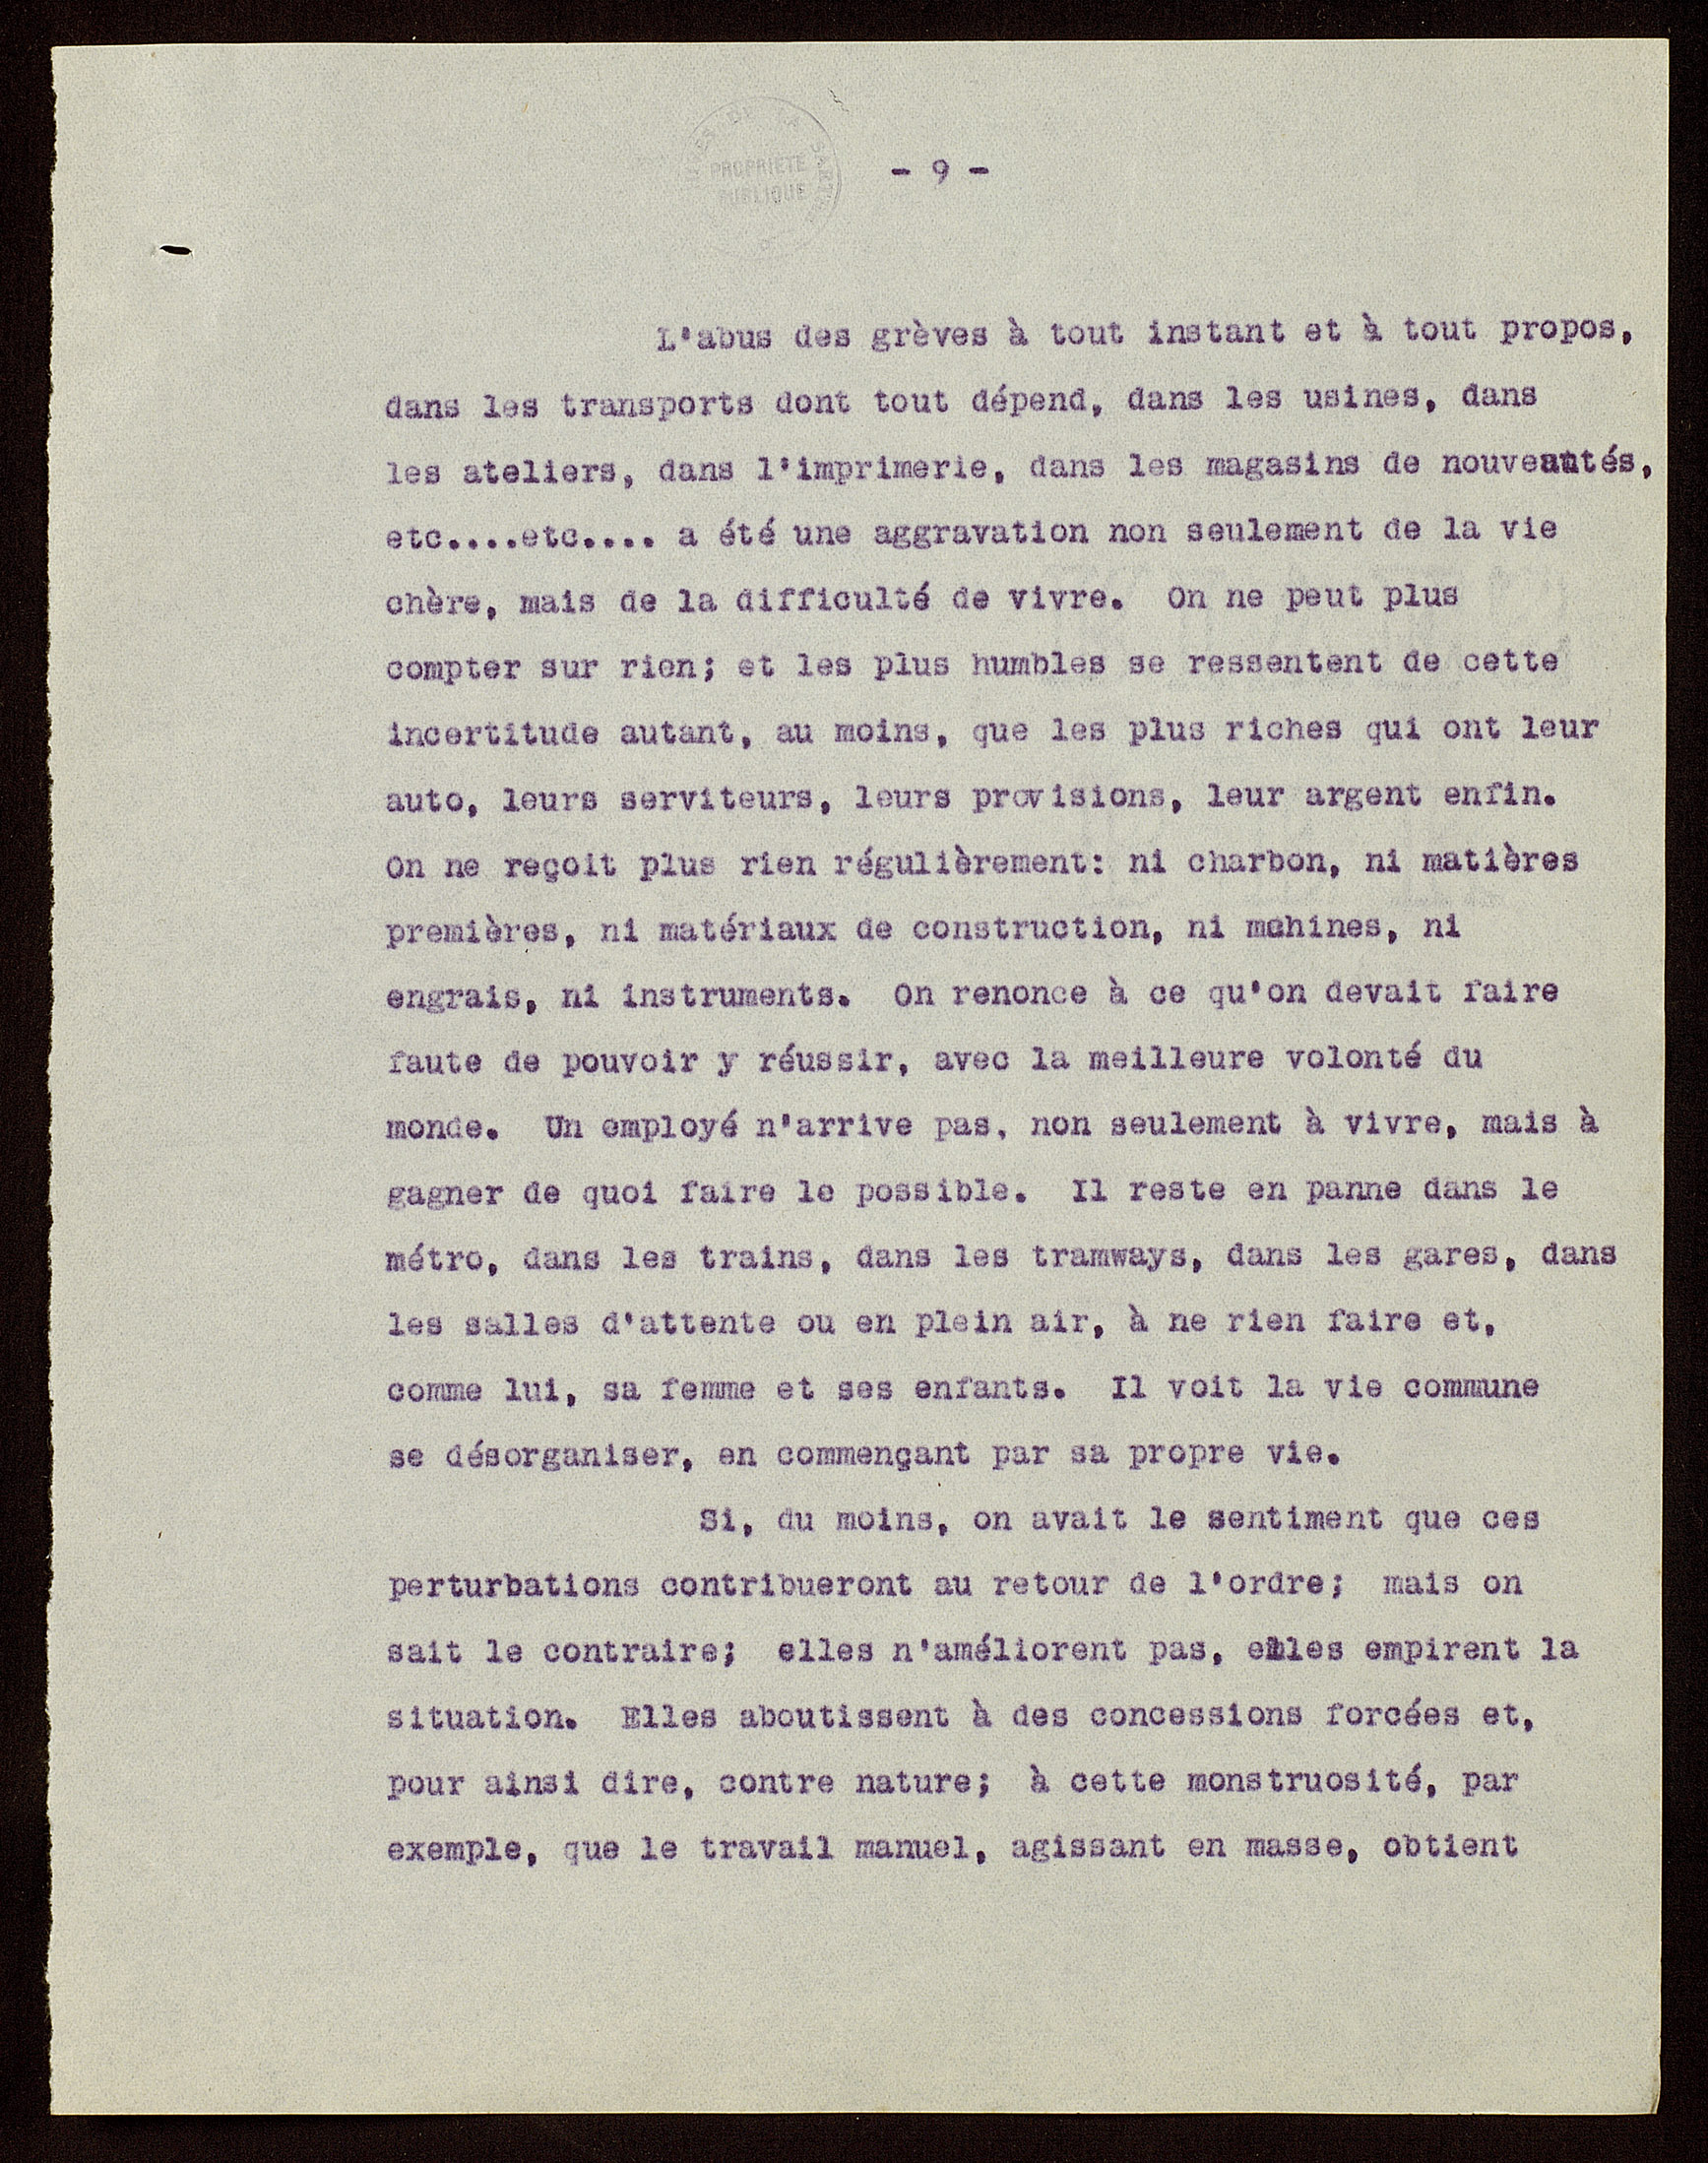 PROPRIÉTÉ
PUBLIQUE
- 9 -
L'abus des grèves à tout instant et à tout propos,
dans les transports dont tout dépend, dans les usines, dans
les ateliers, dans l'imprimerie, dans les magasins de nouveautés,
etc....etc.... a été une aggravation non seulement de la vie
chère, mais de la difficulté de vivre. On ne peut plus
compter sur rien; et les plus humbles se ressentent de cette
incertitude autant, au moins, que les plus riches qui ont leur
auto, leurs serviteurs, leurs provisions, leur argent enfin.
On ne reçoit plus rien régulièrement: ni charbon, ni matières
premières, ni matériaux de construction, ni machines, ni
engrais, ni instruments. On renonce à ce qu'on devait faire
faute de pouvoir y réussir, avec la meilleure volonté du
monde. Un employé n'arrive pas, non seulement à vivre, mais à
gagner de quoi faire le possible. Il reste en panne dans le
métro, dans les trains, dans les tramways, dans les gares, dans
les salles d'attente ou en plein air, à ne rien faire et,
comme lui, sa femme et ses enfants. Il voit la vie commune
se désorganiser, en commençant par sa propre vie.
Si, du moins, on avait le sentiment que ces
perturbations contribueront au retour de l'ordre; mais on
sait le contraire; elles n'améliorent pas, elles empirent la
situation. Elles aboutissent à des concessions forcées et,
pour ainsi dire, contre nature; à cette monstruosité, par
exemple, que le travail manuel, agissant en masse, obtient